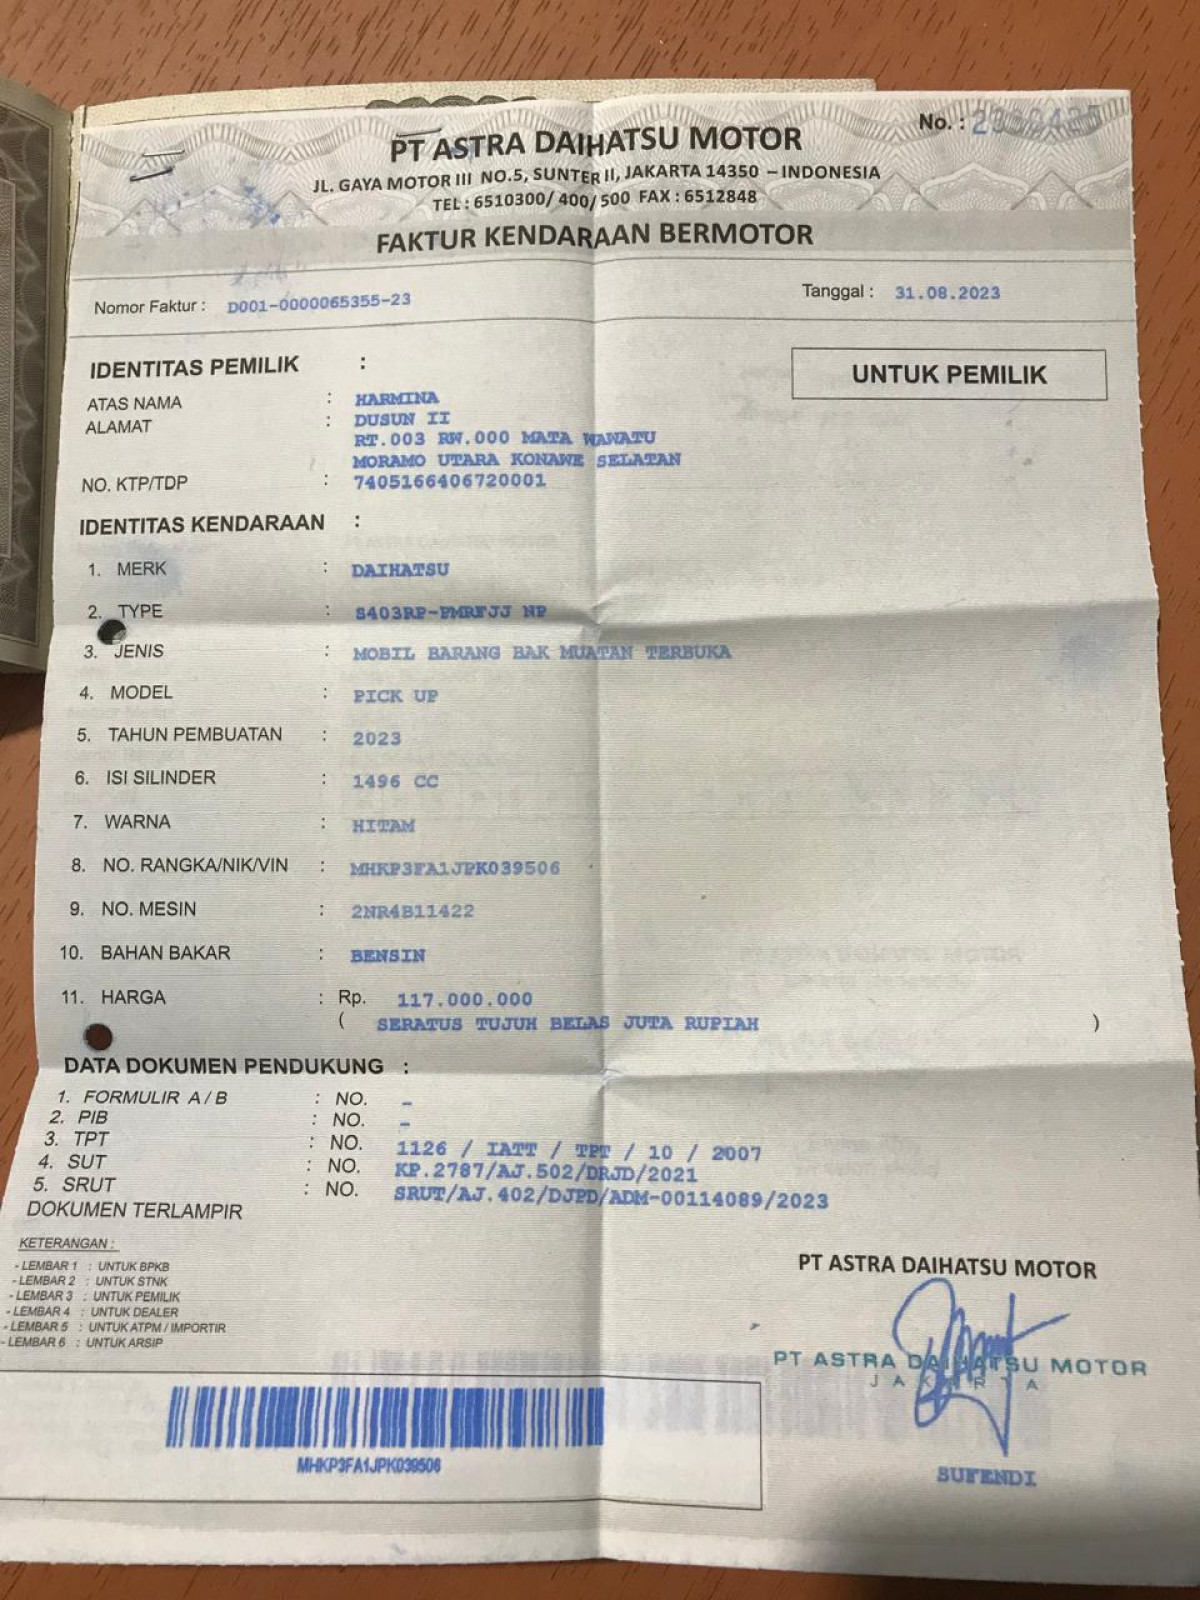 No. :
PT ASTRA DAIHATSU MOTOR
JL. GAYA MOTOR III NO.5, SUNTER II, JAKARTA 14350 – INDONESIA
TEL : 6510300/ 400/ 500 FAX : 6512848
FAKTUR KENDARAAN BERMOTOR
Nomor Faktur : D001-0000065355-23 Tanggal : 31.08.2023
IDENTITAS PEMILIK :
UNTUK PEMILIK
ATAS NAMA : HARMINA
ALAMAT : DUSUN II
RT.003 RW.000 MATA WAWATU
MORAMO UTARA KONAWE SELATAN
NO. KTP/TDP : 7405166406720001
IDENTITAS KENDARAAN :
1. MERK : DAIHATSU
2. TYPE : S403RP-PMRFJJ NP
3. JENIS : MOBIL BARANG BAK MUATAN TERBUKA
4. MODEL : PICK UP
5. TAHUN PEMBUATAN : 2023
6. ISI SILINDER : 1496 CC
7. WARNA : HITAM
8. NO. RANGKA/NIK/VIN : MHKP3FA1JPK039506
9. NO. MESIN : 2NR4B11422
10. BAHAN BAKAR : BENSIN
11. HARGA : Rp. 117.000.000
( SERATUS TUJUH BELAS JUTA RUPIAH )
DATA DOKUMEN PENDUKUNG :
1. FORMULIR A / B : NO. –
2. PIB : NO. –
3. TPT : NO. 1126 / IATT / TPT / 10 / 2007
4. SUT : NO. KP.2787/AJ.502/DRJD/2021
5. SRUT : NO. SRUT/AJ.402/DJPD/ADM-00114089/2023
DOKUMEN TERLAMPIR
KETERANGAN :
- LEMBAR 1 : UNTUK BPKB
- LEMBAR 2 : UNTUK STNK
- LEMBAR 3 : UNTUK PEMILIK
- LEMBAR 4 : UNTUK DEALER
- LEMBAR 5 : UNTUK ATPM / IMPORTIR
- LEMBAR 6 : UNTUK ARSIP
PT ASTRA DAIHATSU MOTOR
PT ASTRA DAIHATSU MOTOR
JAKARTA
SUFENDI
MHKP3FA1JPK039506